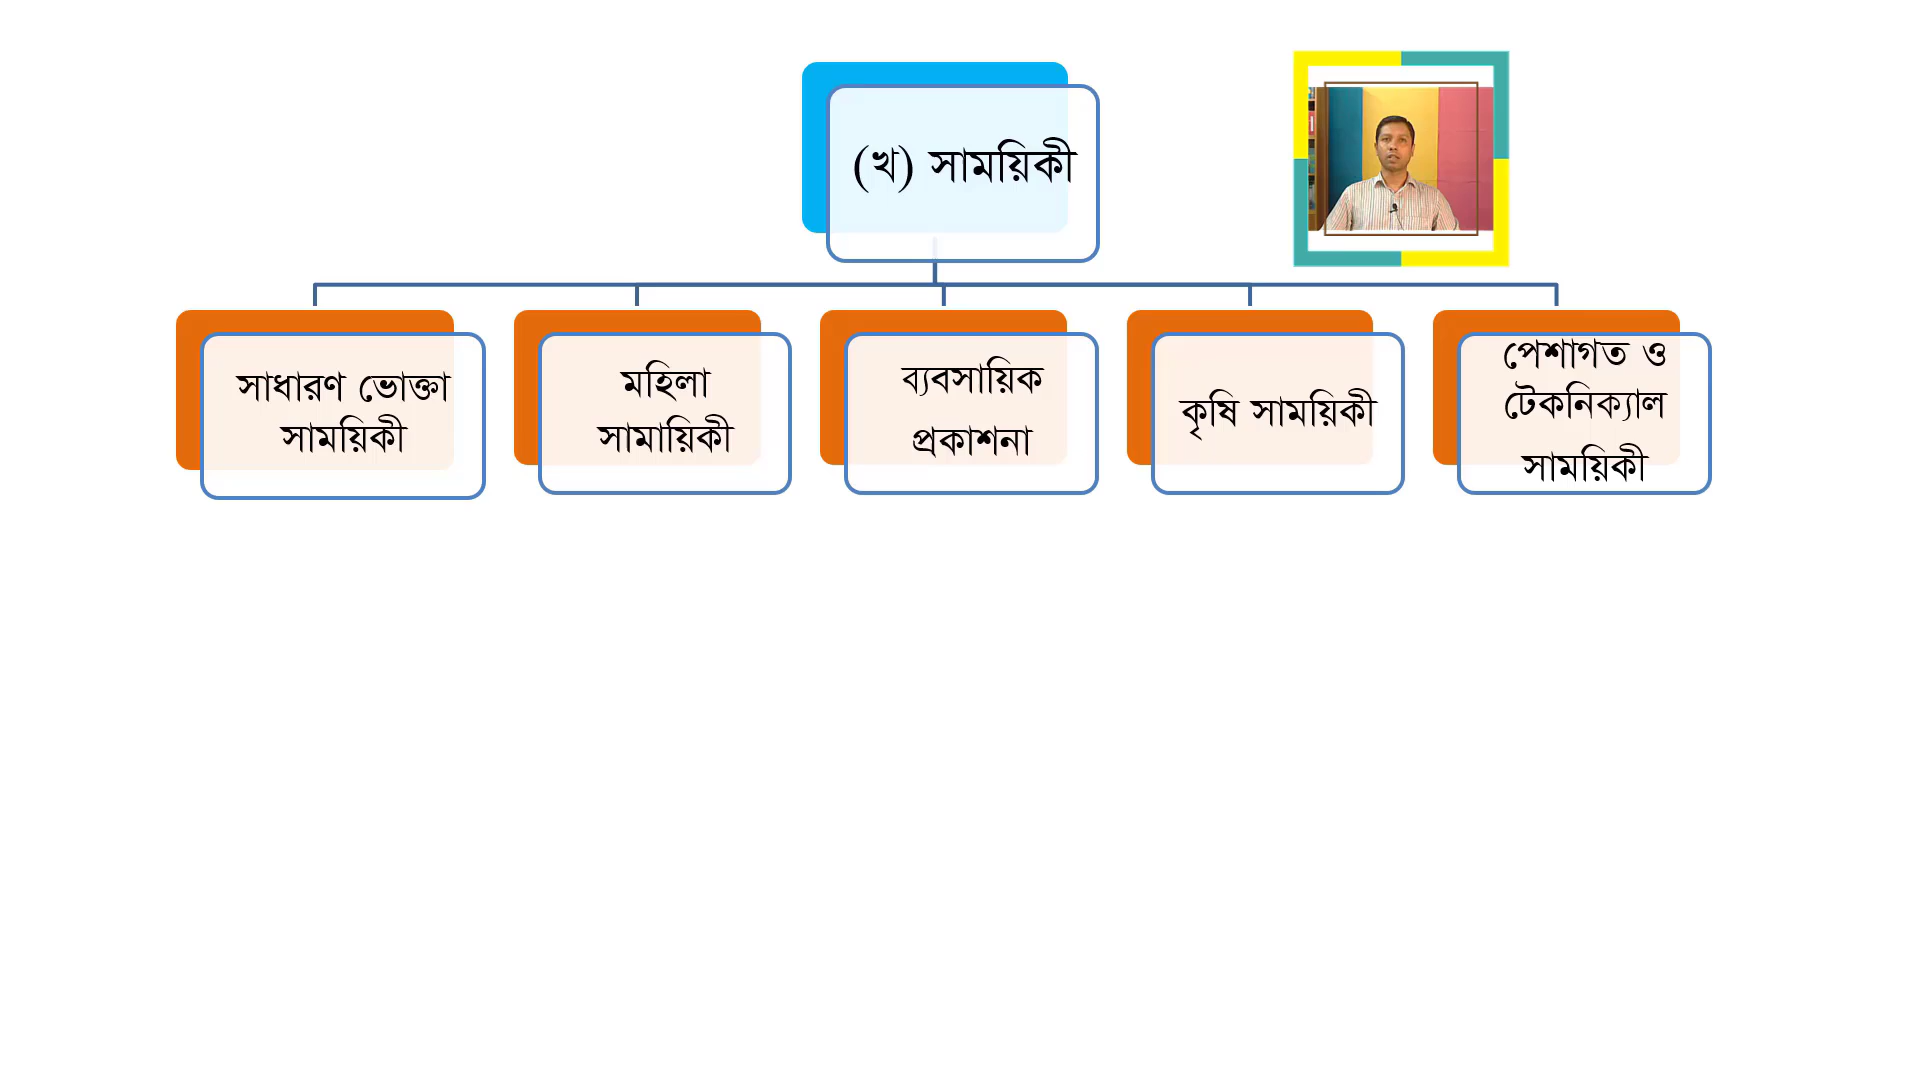 (খ) সাময়িকী
সাধারণ ভোক্তা
সাময়িকী
মহিলা
সামায়িকী
ব্যবসায়িক
প্রকাশনা
কৃষি সাময়িকী
পেশাগত ও
টেকনিক্যাল
সাময়িকী